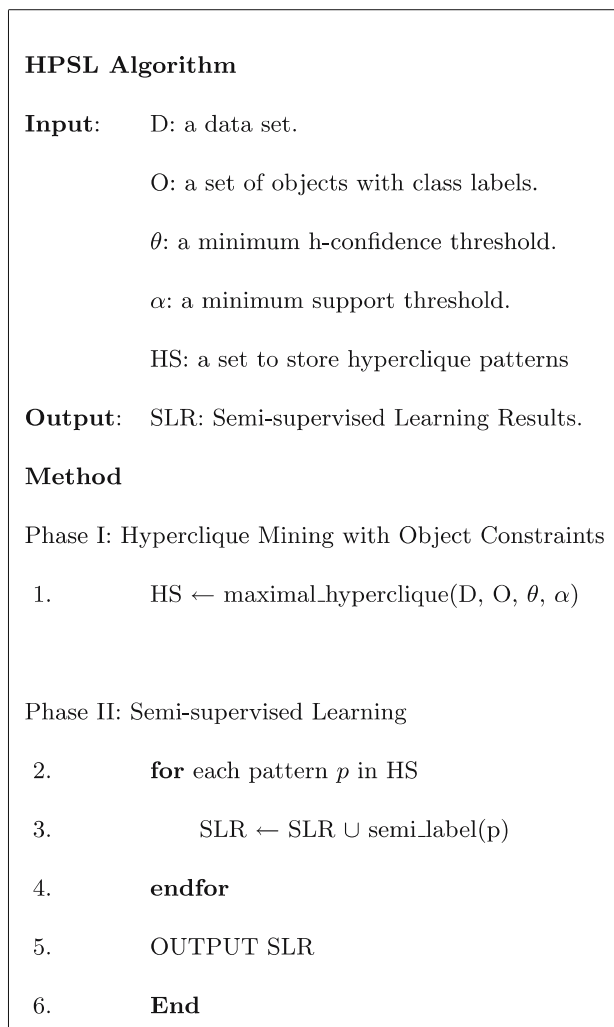 HPSL Algorithm
Input: D: a data set.
O: a set of objects with class labels.
θ: a minimum h-confidence threshold.
α: a minimum support threshold.
HS: a set to store hyperclique patterns
Output: SLR: Semi-supervised Learning Results.
Method
Phase I: Hyperclique Mining with Object Constraints
1. HS ← maximal_hyperclique(D, O, θ, α)
Phase II: Semi-supervised Learning
2. for each pattern p in HS
3. SLR ← SLR ∪ semi_label(p)
4. endfor
5. OUTPUT SLR
6. End